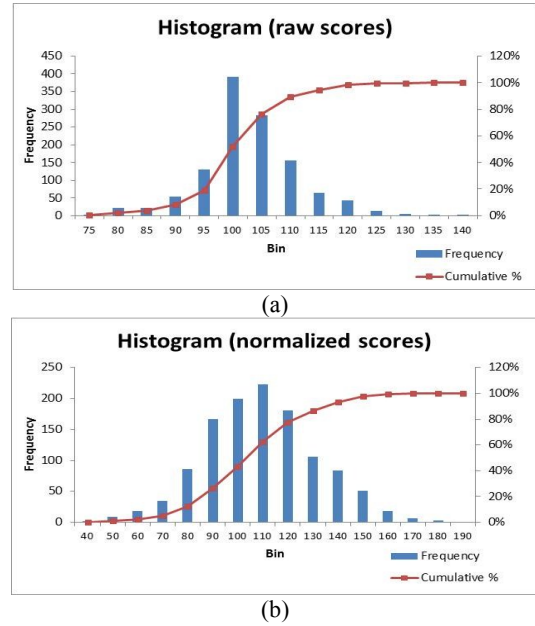 Histogram (raw scores)
450 120%
400
350 100%
300 80%
250
200 60%
150 40%
100
50 20%
0 0%
Frequency
75 80 85 90 95 100 105 110 115 120 125 130 135 140
Bin
Frequency
Cumulative %
(a)
Histogram (normalized scores)
250 120%
200 100%
150 80%
60%
100 40%
50 20%
0 0%
Frequency
40 50 60 70 80 90 100 110 120 130 140 150 160 170 180 190
Bin
Frequency
Cumulative %
(b)